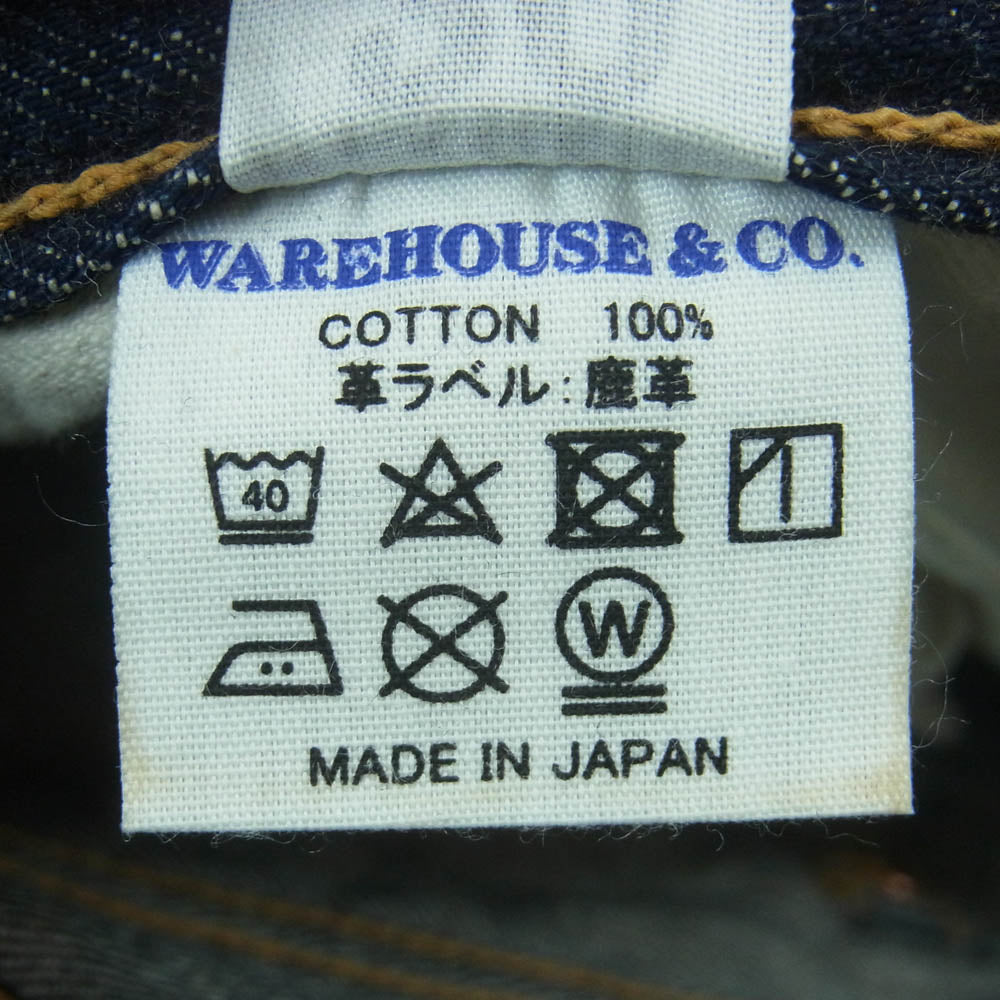 WAREHOUSE & CO.
COTTON 100%
革ラベル:鹿革
40
W
MADE IN JAPAN